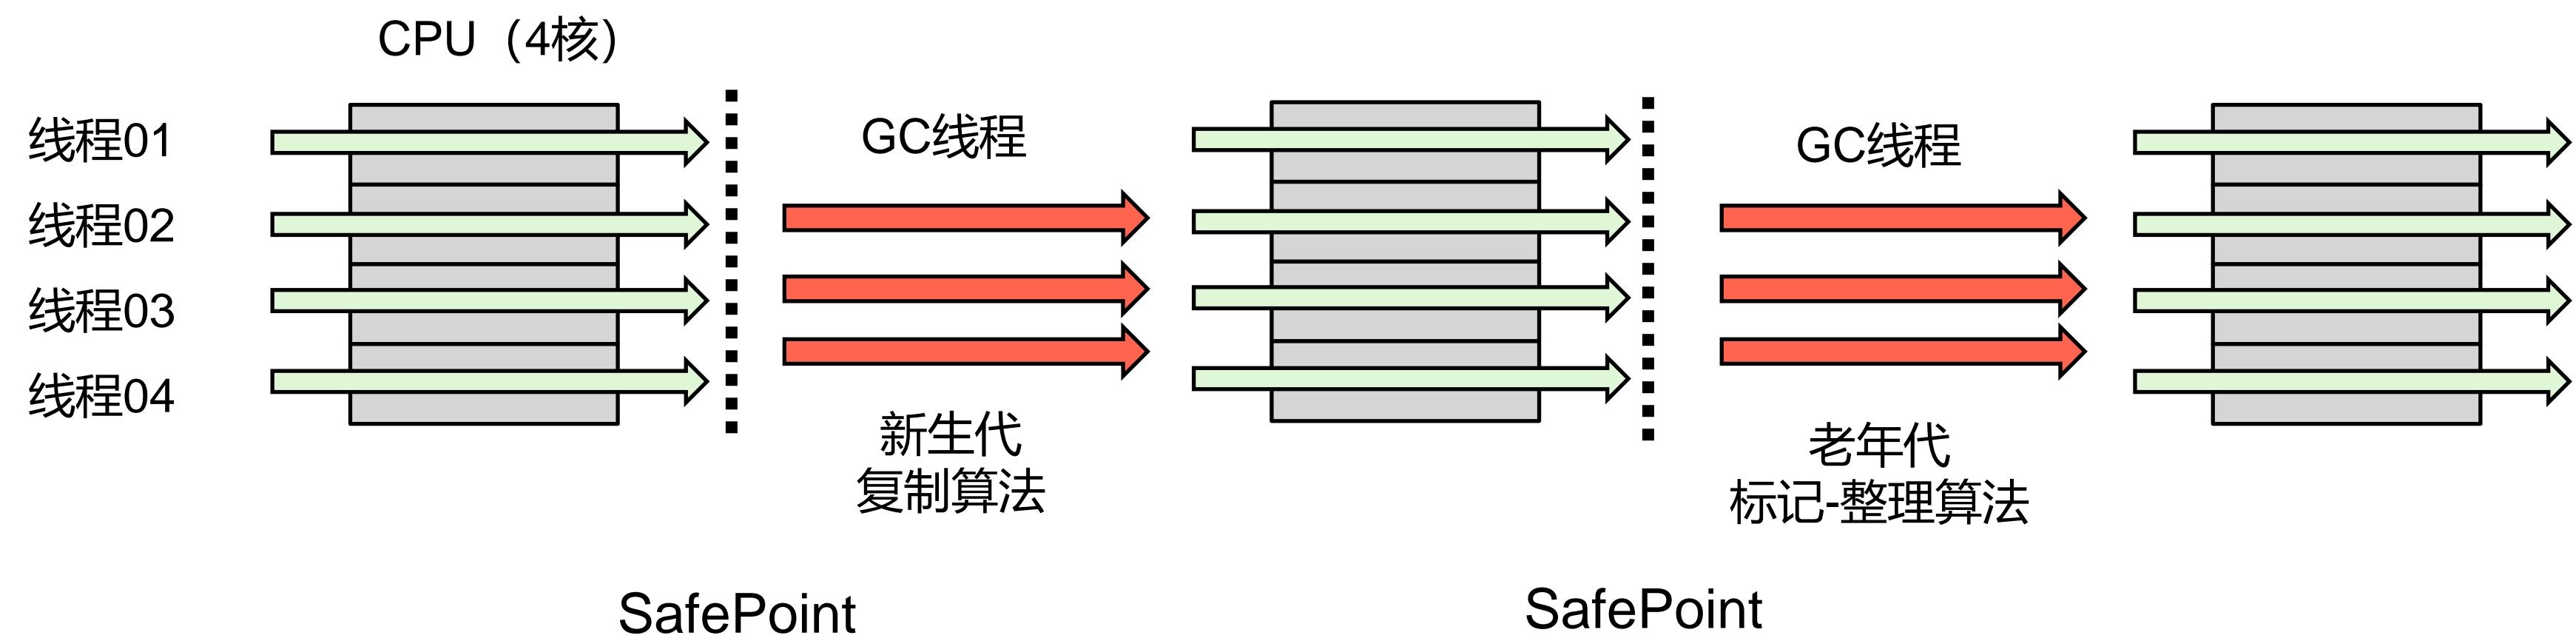 CPU（4核）
线程01
线程02
线程03
线程04
GC线程
新生代
复制算法
SafePoint
GC线程
老年代
标记-整理算法
SafePoint